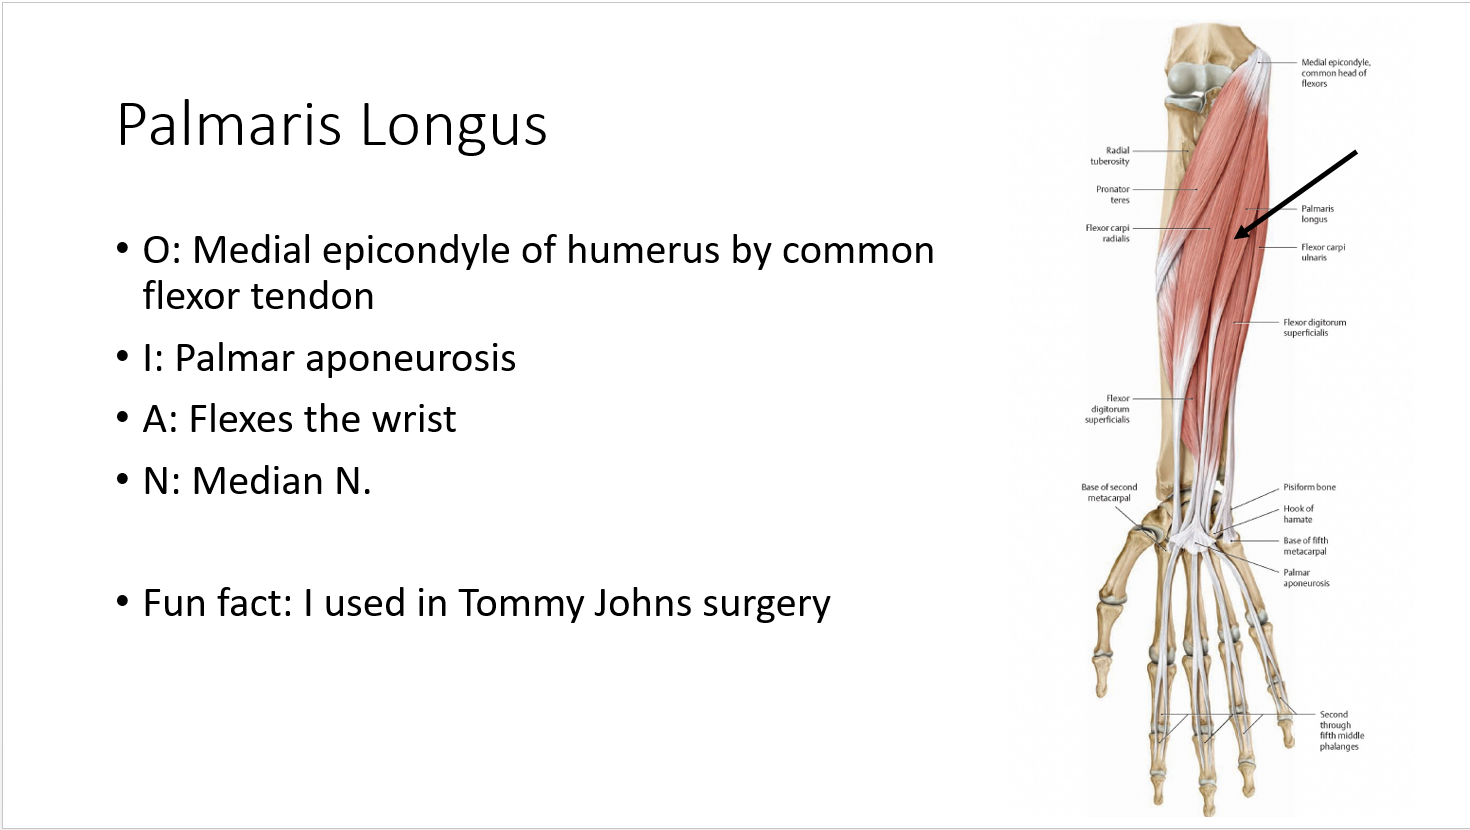 Palmaris Longus
• O: Medial epicondyle of humerus by common
flexor tendon
• I: Palmar aponeurosis
• A: Flexes the wrist
• N: Median N.
• Fun fact: I used in Tommy Johns surgery
Medial epicondyle,
common head of
flexors
Radial
tuberosity
Pronator
teres
Flexor carpi
radialis
Palmaris
longus
Flexor carpi
ulnaris
Flexor digitorum
superficialis
Flexor
digitorum
superficialis
Base of second
metacarpal
Pisiform bone
Hook of
hamate
Base of fifth
metacarpal
Palmar
aponeurosis
Second
through
fifth middle
phalanges